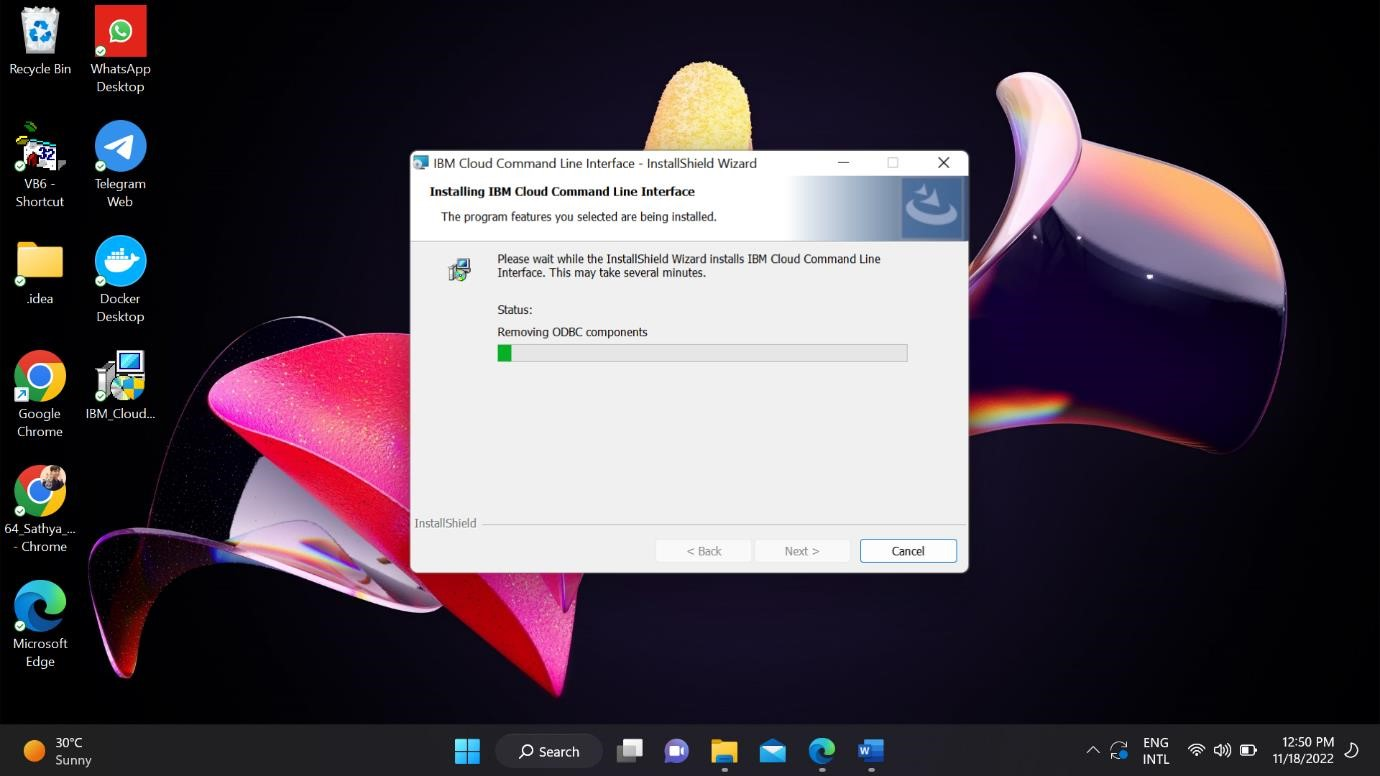 Recycle Bin
WhatsApp
Desktop
VB6 -
Shortcut
32
Telegram
Web
.idea
Docker
Desktop
Google
Chrome
IBM_Cloud...
64_Sathya_...
- Chrome
Microsoft
Edge
IBM Cloud Command Line Interface - InstallShield Wizard
Installing IBM Cloud Command Line Interface
The program features you selected are being installed.
Please wait while the InstallShield Wizard installs IBM Cloud Command Line
Interface. This may take several minutes.
Status:
Removing ODBC components
InstallShield
< Back
Next >
Cancel
30°C
Sunny
Search
W
ENG
INTL
12:50 PM
11/18/2022